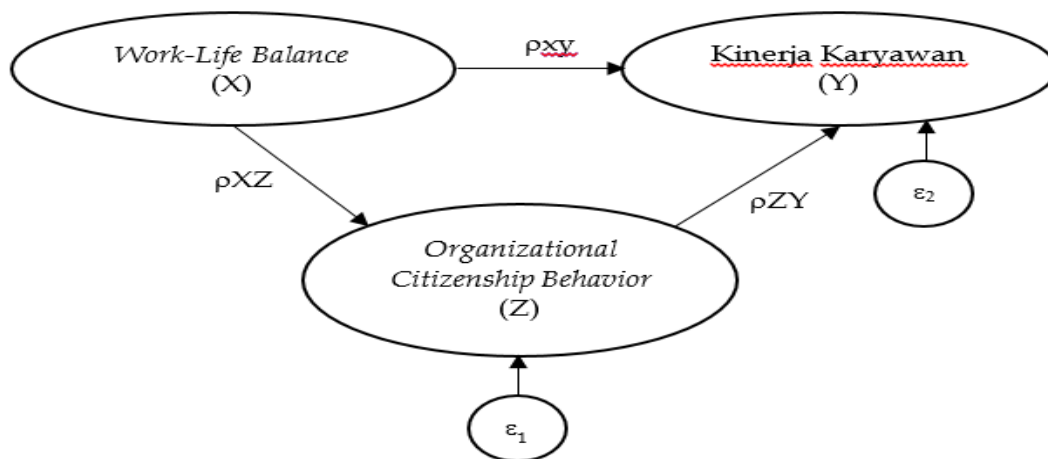 Work-Life Balance
(X)
ρxy
Kinerja Karyawan
(Y)
ρXZ
ρZY
ε₂
Organizational
Citizenship Behavior
(Z)
ε₁